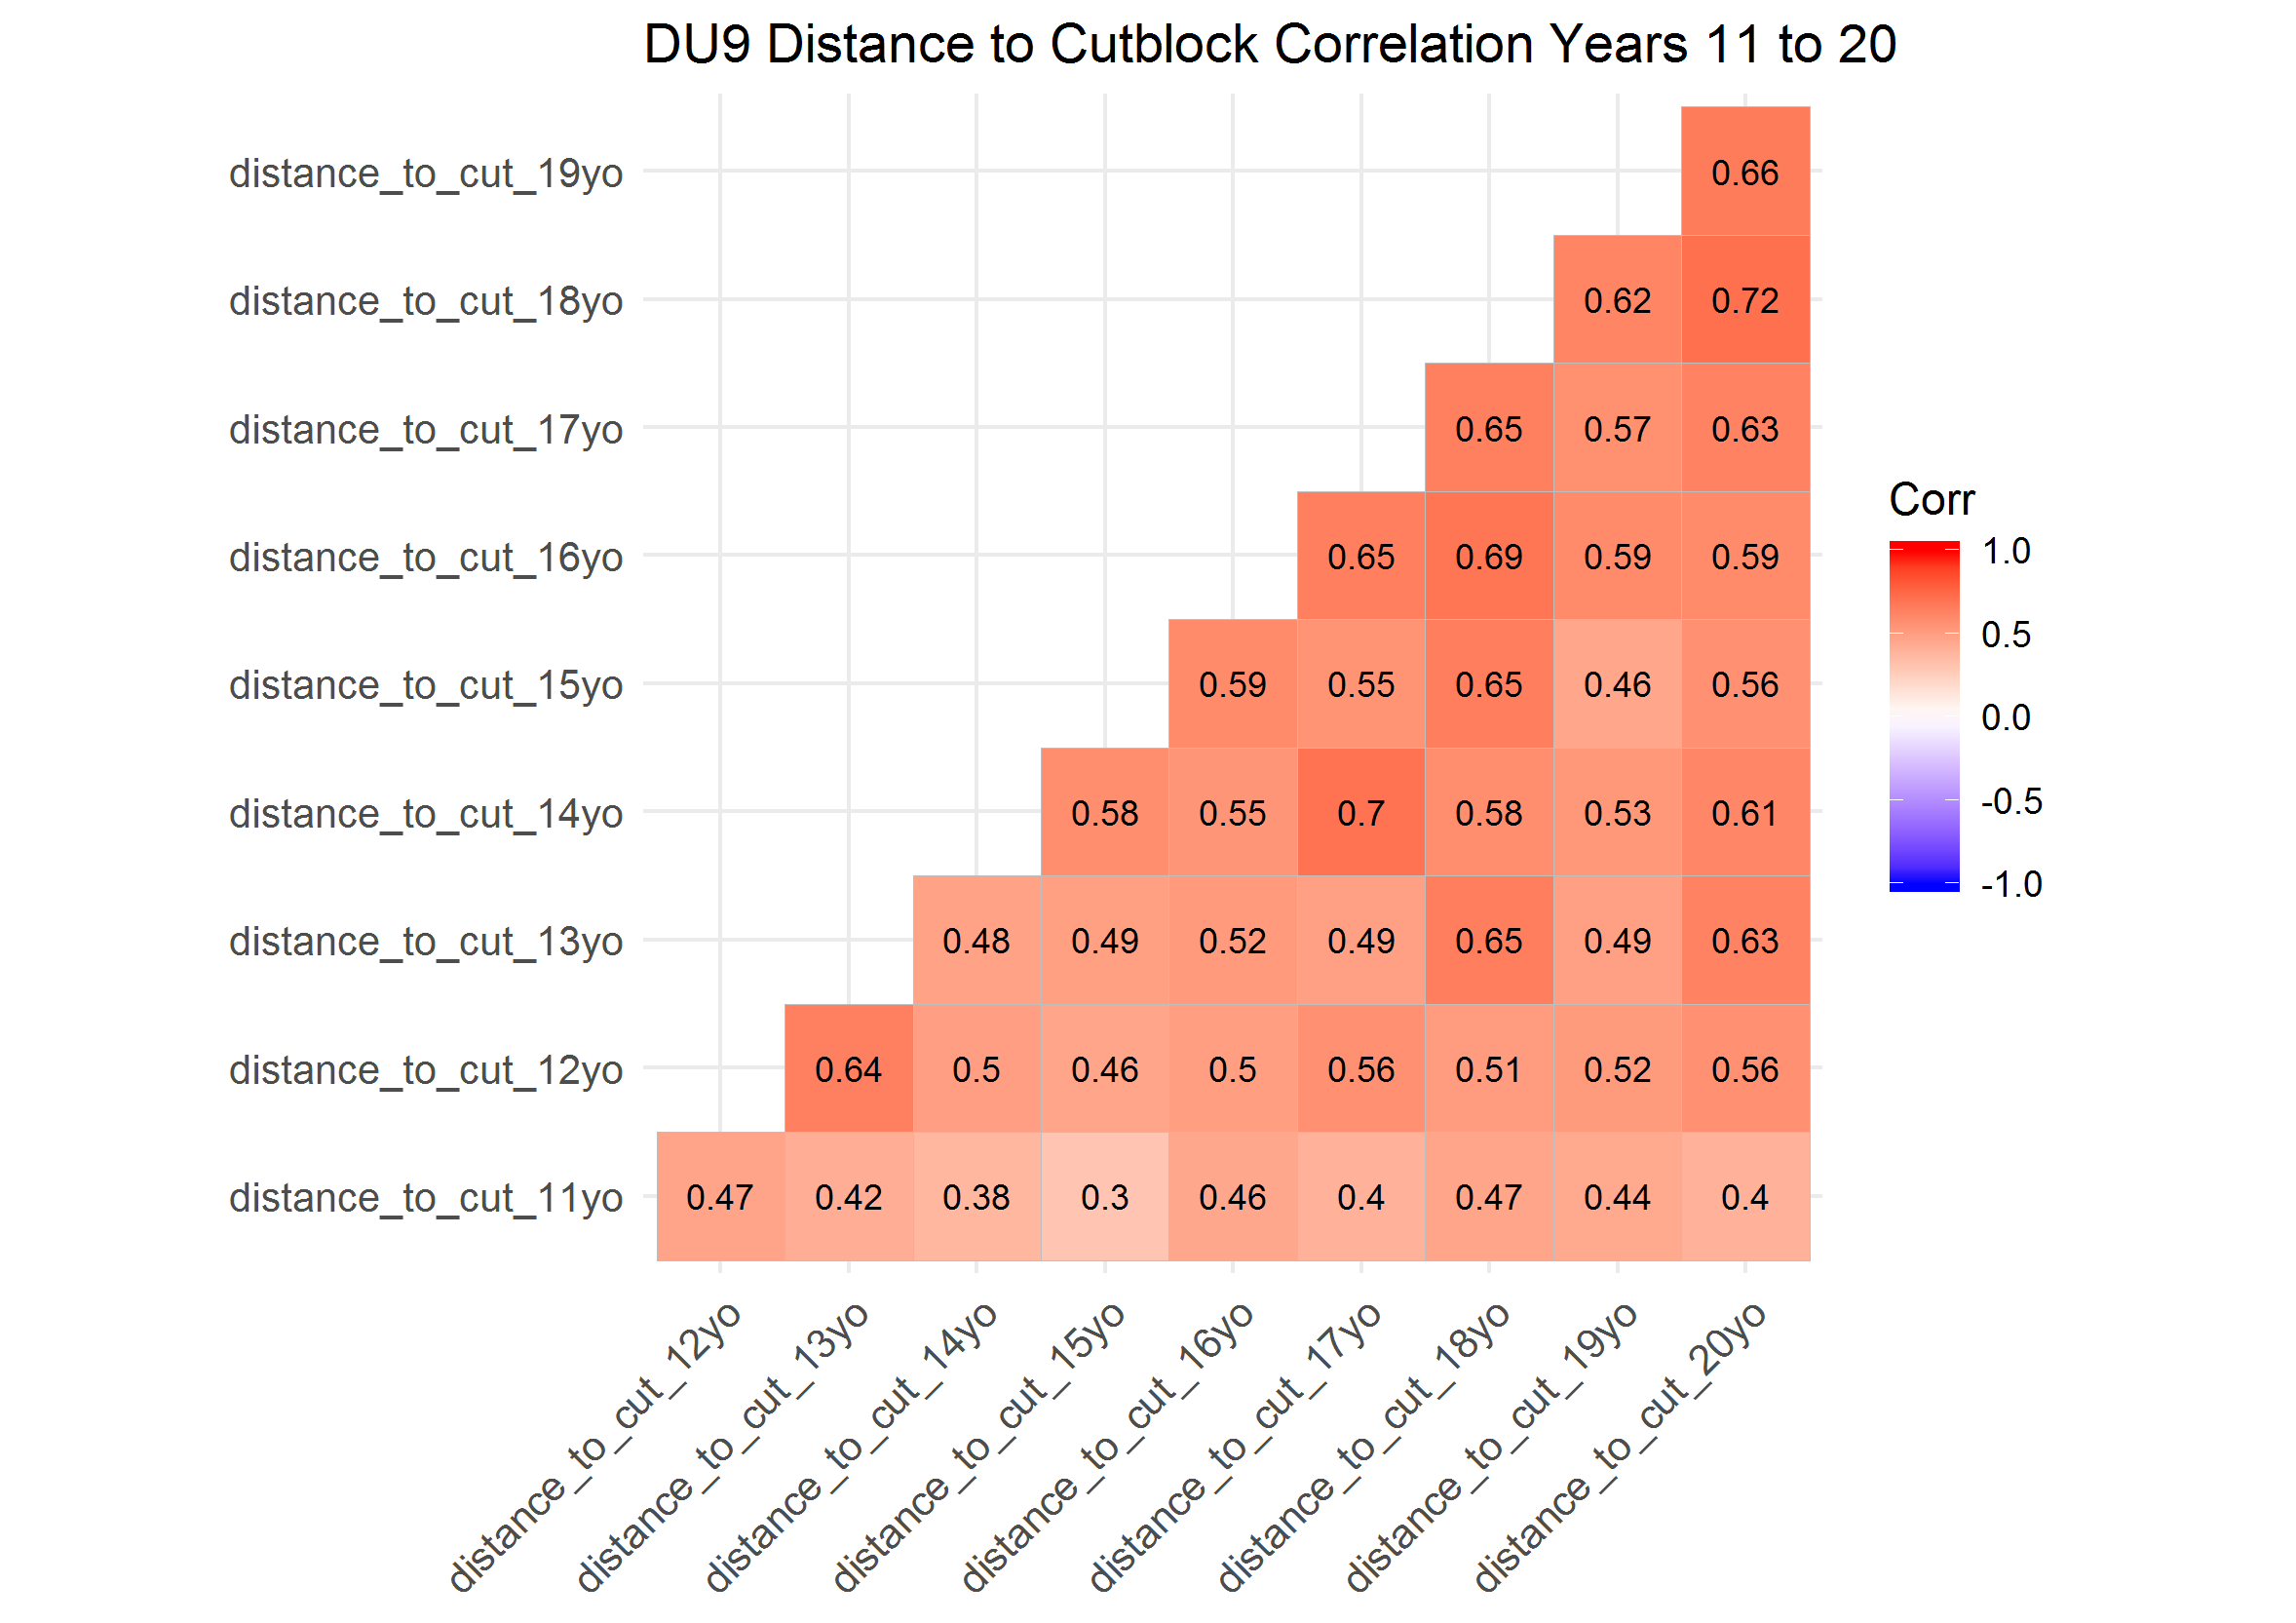 DU9 Distance to Cutblock Correlation Years 11 to 20
distance_to_cut_19yo
0.66
distance_to_cut_18yo
0.62 0.72
distance_to_cut_17yo
0.65 0.57 0.63
distance_to_cut_16yo
0.65 0.69 0.59 0.59
distance_to_cut_15yo
0.59 0.55 0.65 0.46 0.56
distance_to_cut_14yo
0.58 0.55 0.7 0.58 0.53 0.61
distance_to_cut_13yo
0.48 0.49 0.52 0.49 0.65 0.49 0.63
distance_to_cut_12yo
0.64 0.5 0.46 0.5 0.56 0.51 0.52 0.56
distance_to_cut_11yo
0.47 0.42 0.38 0.3 0.46 0.4 0.47 0.44 0.4
distance_to_cut_12yo
distance_to_cut_13yo
distance_to_cut_14yo
distance_to_cut_15yo
distance_to_cut_16yo
distance_to_cut_17yo
distance_to_cut_18yo
distance_to_cut_19yo
distance_to_cut_20yo
Corr
1.0
0.5
0.0
-0.5
-1.0